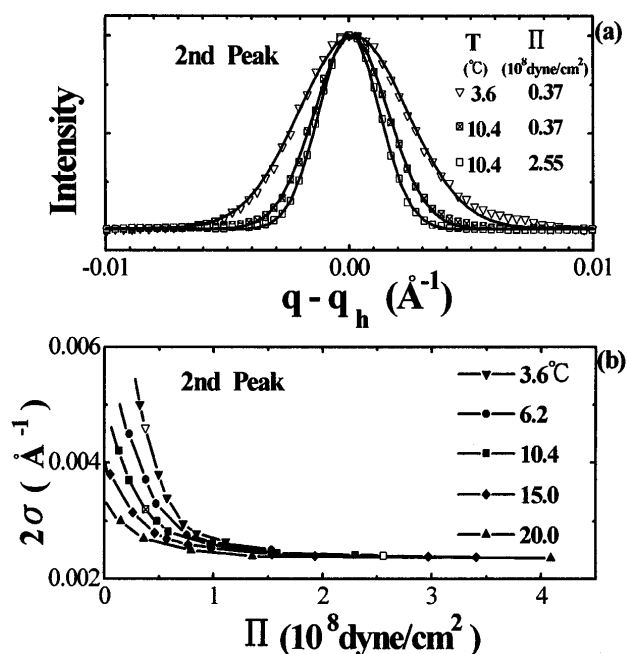 (a)
2nd Peak
T Π
(°C) (10⁸dyne/cm²)
3.6 0.37
10.4 0.37
10.4 2.55
Intensity
-0.01 0.00 0.01
q - qₕ (Å⁻¹)
0.006 (b)
2nd Peak
3.6°C
6.2
0.004 10.4
15.0
20.0
2σ (Å⁻¹)
0.002
0 1 2 3 4
Π (10⁸dyne/cm²)